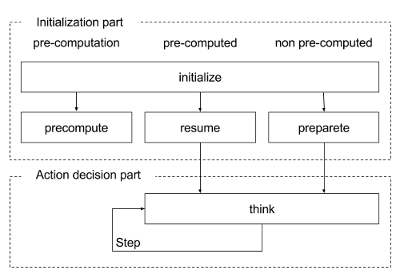 Initialization part
pre-computation pre-computed non pre-computed
initialize
precompute resume preparete
Action decision part
think
Step